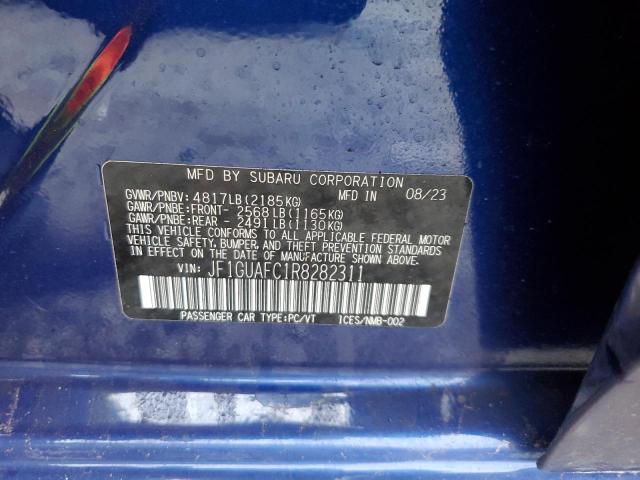 MFD BY SUBARU CORPORATION
GVWR/PNBV: 4817LB(2185KG) MFD IN 08/23
GAWR/PNBE:FRONT- 2568LB(1165KG)
GAWR/PNBE:REAR - 2491LB(1130KG)
THIS VEHICLE CONFORMS TO ALL APPLICABLE FEDERAL MOTOR
VEHICLE SAFETY, BUMPER, AND THEFT PREVENTION STANDARDS
IN EFFECT ON THE DATE OF MANUFACTURE SHOWN ABOVE.
VIN: JF1GUAFC1R8282311
PASSENGER CAR TYPE:PC/VT ICES/NMB-002